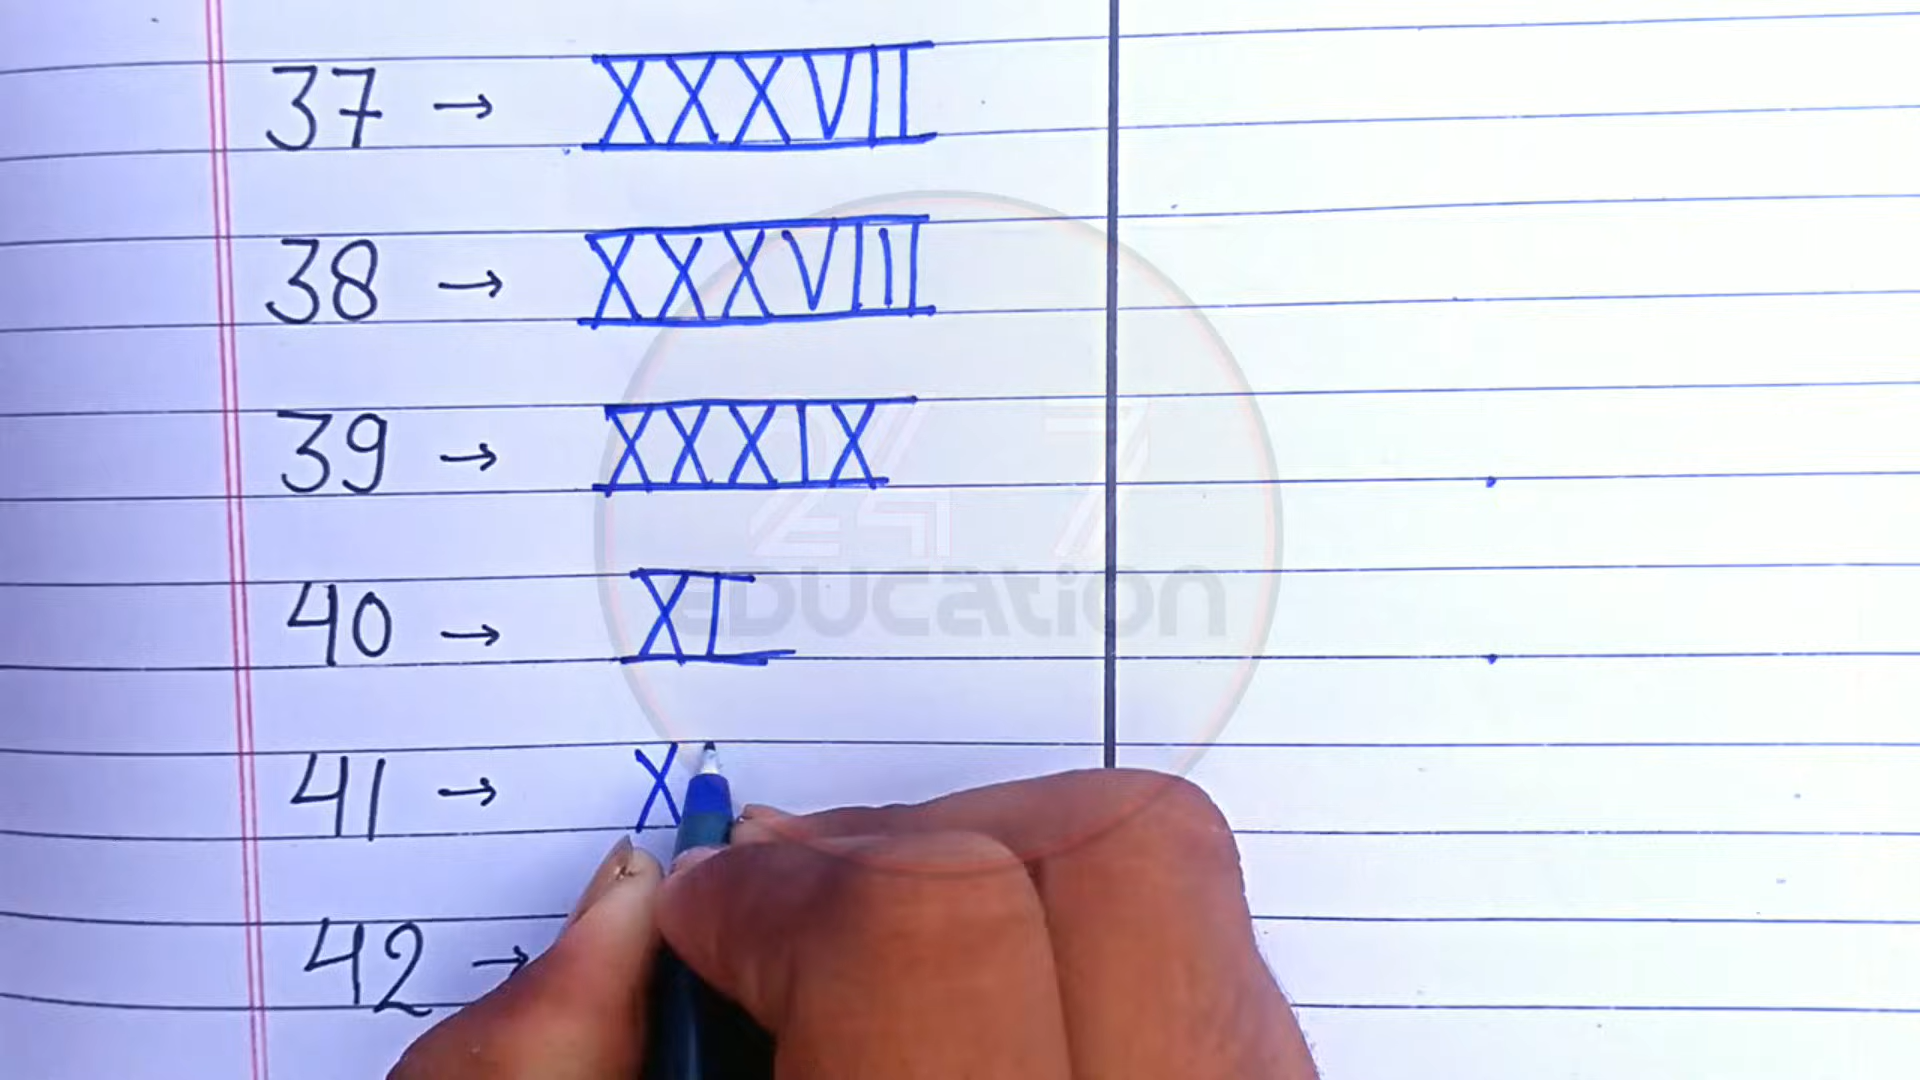 37 → XXXVII
38 → XXXVIII
39 → XXXIX
40 → XL
41 → X
42 →
24 7
EDUCATION